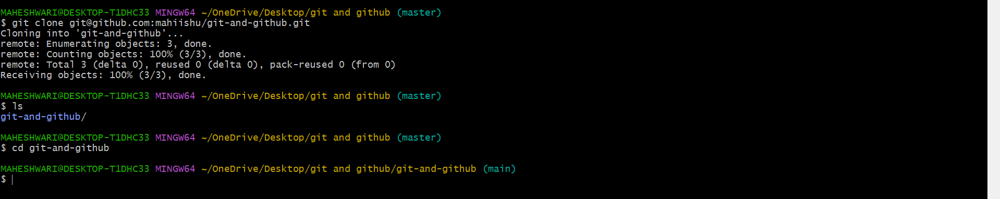 MAHESHWARI@DESKTOP-T1DHC33 MINGW64 ~/OneDrive/Desktop/git and github (master)
$ git clone git@github.com:mahiishu/git-and-github.git
Cloning into 'git-and-github'...
remote: Enumerating objects: 3, done.
remote: Counting objects: 100% (3/3), done.
remote: Total 3 (delta 0), reused 0 (delta 0), pack-reused 0 (from 0)
Receiving objects: 100% (3/3), done.
MAHESHWARI@DESKTOP-T1DHC33 MINGW64 ~/OneDrive/Desktop/git and github (master)
$ ls
git-and-github/
MAHESHWARI@DESKTOP-T1DHC33 MINGW64 ~/OneDrive/Desktop/git and github (master)
$ cd git-and-github
MAHESHWARI@DESKTOP-T1DHC33 MINGW64 ~/OneDrive/Desktop/git and github/git-and-github (main)
$